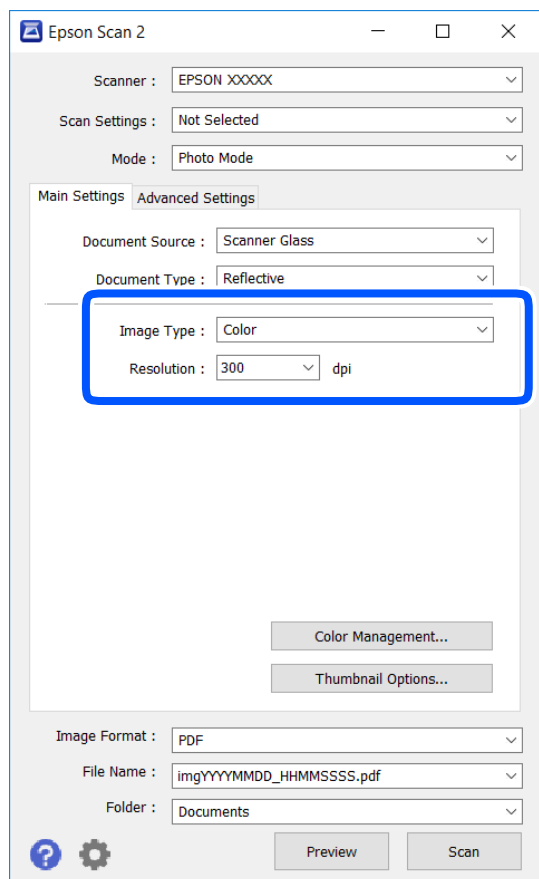 Epson Scan 2
Scanner : EPSON XXXXX
Scan Settings : Not Selected
Mode : Photo Mode
Main Settings Advanced Settings
Document Source : Scanner Glass
Document Type : Reflective
Image Type : Color
Resolution : 300 dpi
Color Management...
Thumbnail Options...
Image Format : PDF
File Name : imgYYYYMMDD_HHMMSSSS.pdf
Folder : Documents
? Preview Scan